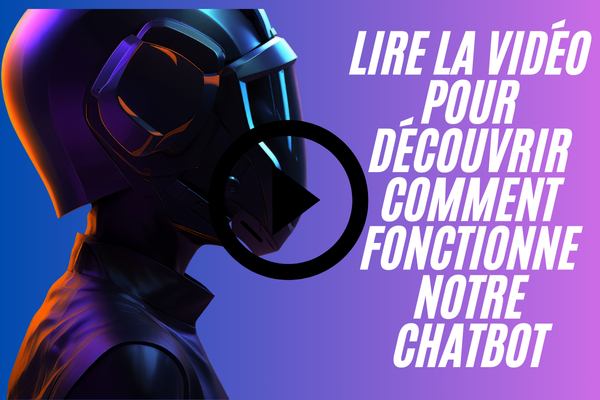 LIRE LA VIDÉO
POUR
DÉCOUVRIR
COMMENT
FONCTIONNE
NOTRE
CHATBOT